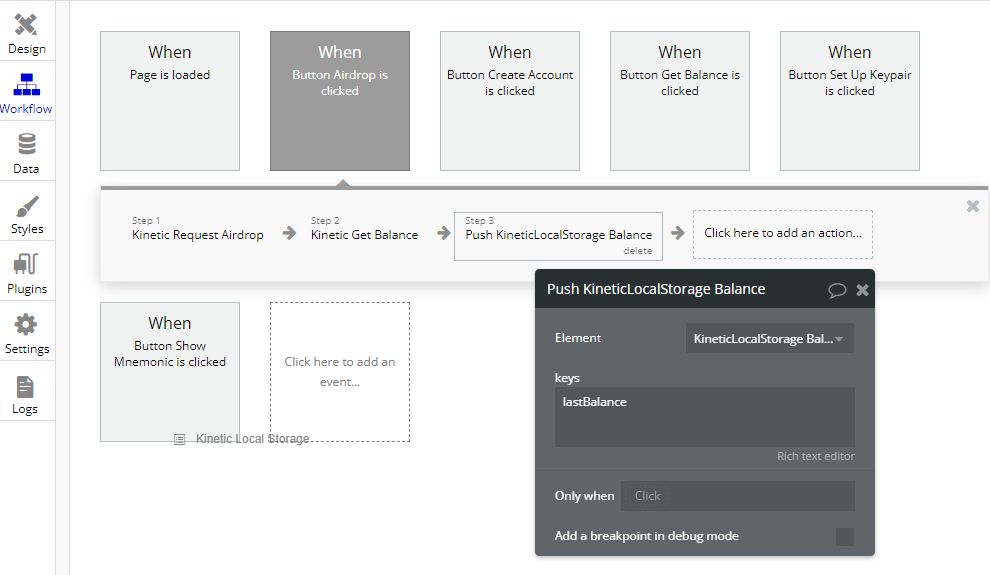 Design
Workflow
Data
Styles
Plugins
Settings
Logs
When
Page is loaded
When
Button Airdrop is
clicked
When
Button Create Account
is clicked
When
Button Get Balance is
clicked
When
Button Set Up Keypair
is clicked
Step 1
Kinetic Request Airdrop
Step 2
Kinetic Get Balance
Step 3
Push KineticLocalStorage Balance
delete
Click here to add an action...
When
Button Show
Mnemonic is clicked
Click here to add an
event...
Kinetic Local Storage
Push KineticLocalStorage Balance
Element
KineticLocalStorage Bal...
keys
lastBalance
Rich text editor
Only when
Click
Add a breakpoint in debug mode